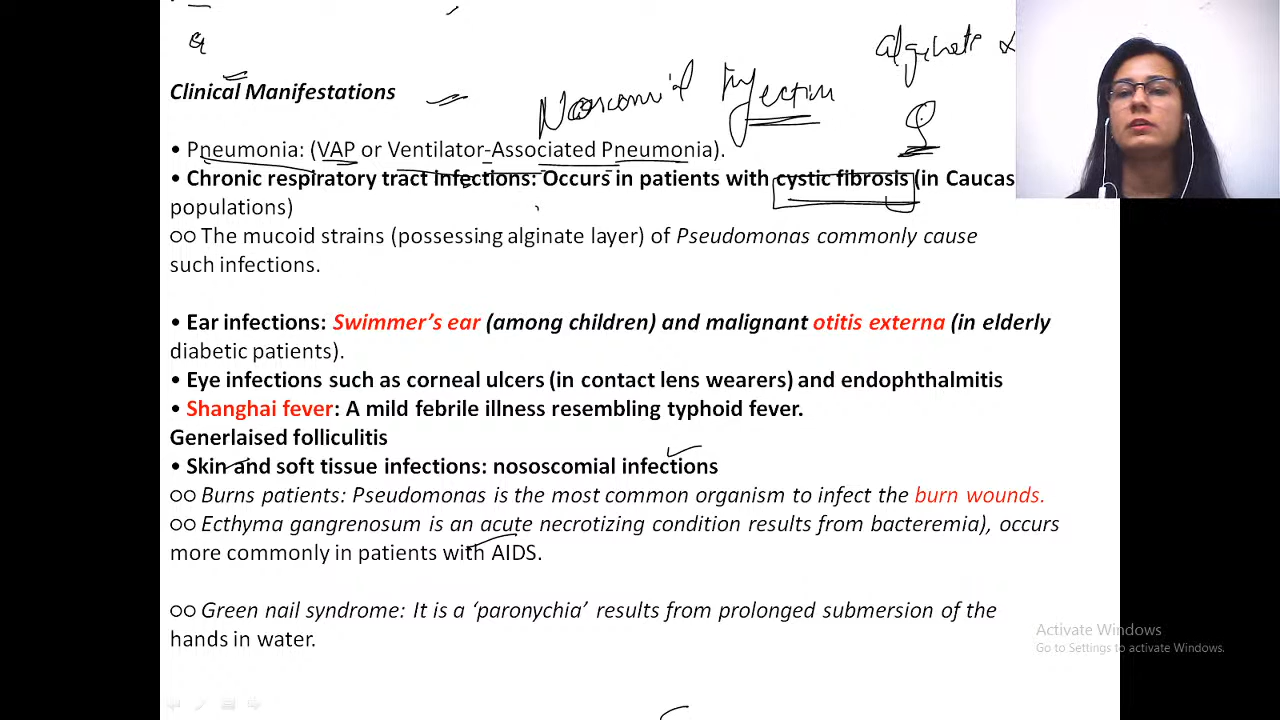 alginate
Clinical Manifestations
Nosocomial Infection
• Pneumonia: (VAP or Ventilator-Associated Pneumonia).
• Chronic respiratory tract infections: Occurs in patients with cystic fibrosis (in Caucas
populations)
○○ The mucoid strains (possessing alginate layer) of Pseudomonas commonly cause
such infections.
• Ear infections: Swimmer's ear (among children) and malignant otitis externa (in elderly
diabetic patients).
• Eye infections such as corneal ulcers (in contact lens wearers) and endophthalmitis
• Shanghai fever: A mild febrile illness resembling typhoid fever.
Generlaised folliculitis
• Skin and soft tissue infections: nososcomial infections
○○ Burns patients: Pseudomonas is the most common organism to infect the burn wounds.
○○ Ecthyma gangrenosum is an acute necrotizing condition results from bacteremia), occurs
more commonly in patients with AIDS.
○○ Green nail syndrome: It is a ‘paronychia’ results from prolonged submersion of the
hands in water.
Activate Windows
Go to Settings to activate Windows.